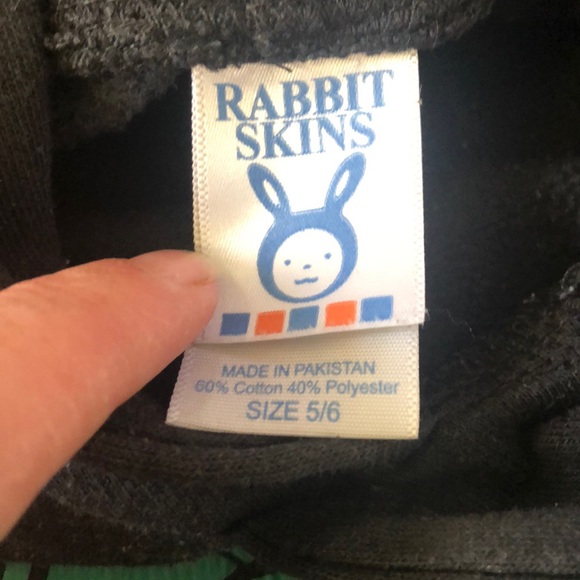 RABBIT
SKINS
MADE IN PAKISTAN
60% Cotton 40% Polyester
SIZE 5/6